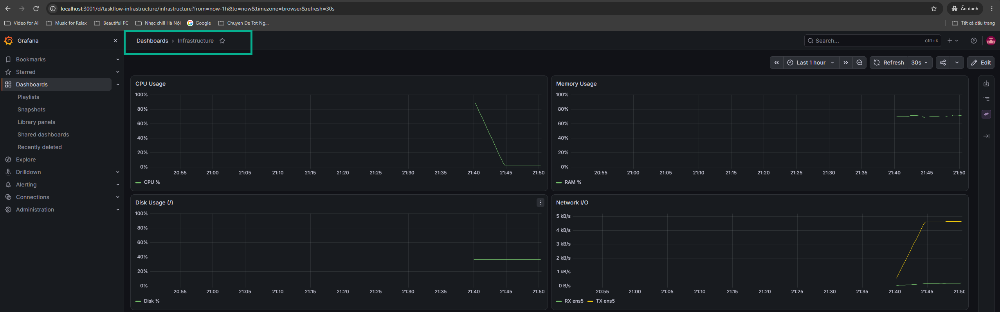 localhost:3001/d/taskflow-infrastructure/infrastructure?from=now-1h&to=now&timezone=browser&refresh=30s
Ẩn danh
Video for AI
Music for Relax
Beautiful PC
Nhạc chill Hà Nội
Google
Chuyen De Tot Ng...
Tất cả dấu trang
Grafana
Dashboards › Infrastructure
Search...
ctrl+k
Bookmarks
Starred
Dashboards
Playlists
Snapshots
Library panels
Shared dashboards
Recently deleted
Explore
Drilldown
Alerting
Connections
Administration
Last 1 hour
Refresh
30s
Edit
CPU Usage
100%
80%
60%
40%
20%
0%
20:55 21:00 21:05 21:10 21:15 21:20 21:25 21:30 21:35 21:40 21:45 21:50
CPU %
Memory Usage
100%
80%
60%
40%
20%
0%
20:55 21:00 21:05 21:10 21:15 21:20 21:25 21:30 21:35 21:40 21:45 21:50
RAM %
Disk Usage (/)
100%
80%
60%
40%
20%
0%
20:55 21:00 21:05 21:10 21:15 21:20 21:25 21:30 21:35 21:40 21:45 21:50
Disk %
Network I/O
5 kB/s
4 kB/s
3 kB/s
2 kB/s
1 kB/s
0 B/s
20:55 21:00 21:05 21:10 21:15 21:20 21:25 21:30 21:35 21:40 21:45 21:50
RX ens5 TX ens5